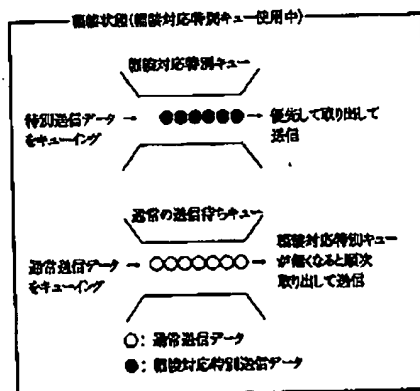 輻輳状態(輻輳対応特別キュー使用中)
輻輳対応特別キュー
特別送信データ
をキューイング
→
●●●●●●
→
優先して取り出して
送信
通常の送信待ちキュー
通常送信データ
をキューイング
→
○○○○○○○
→
輻輳対応特別キュー
が無くなると順次
取り出して送信
○: 通常送信データ
●: 輻輳対応特別送信データ